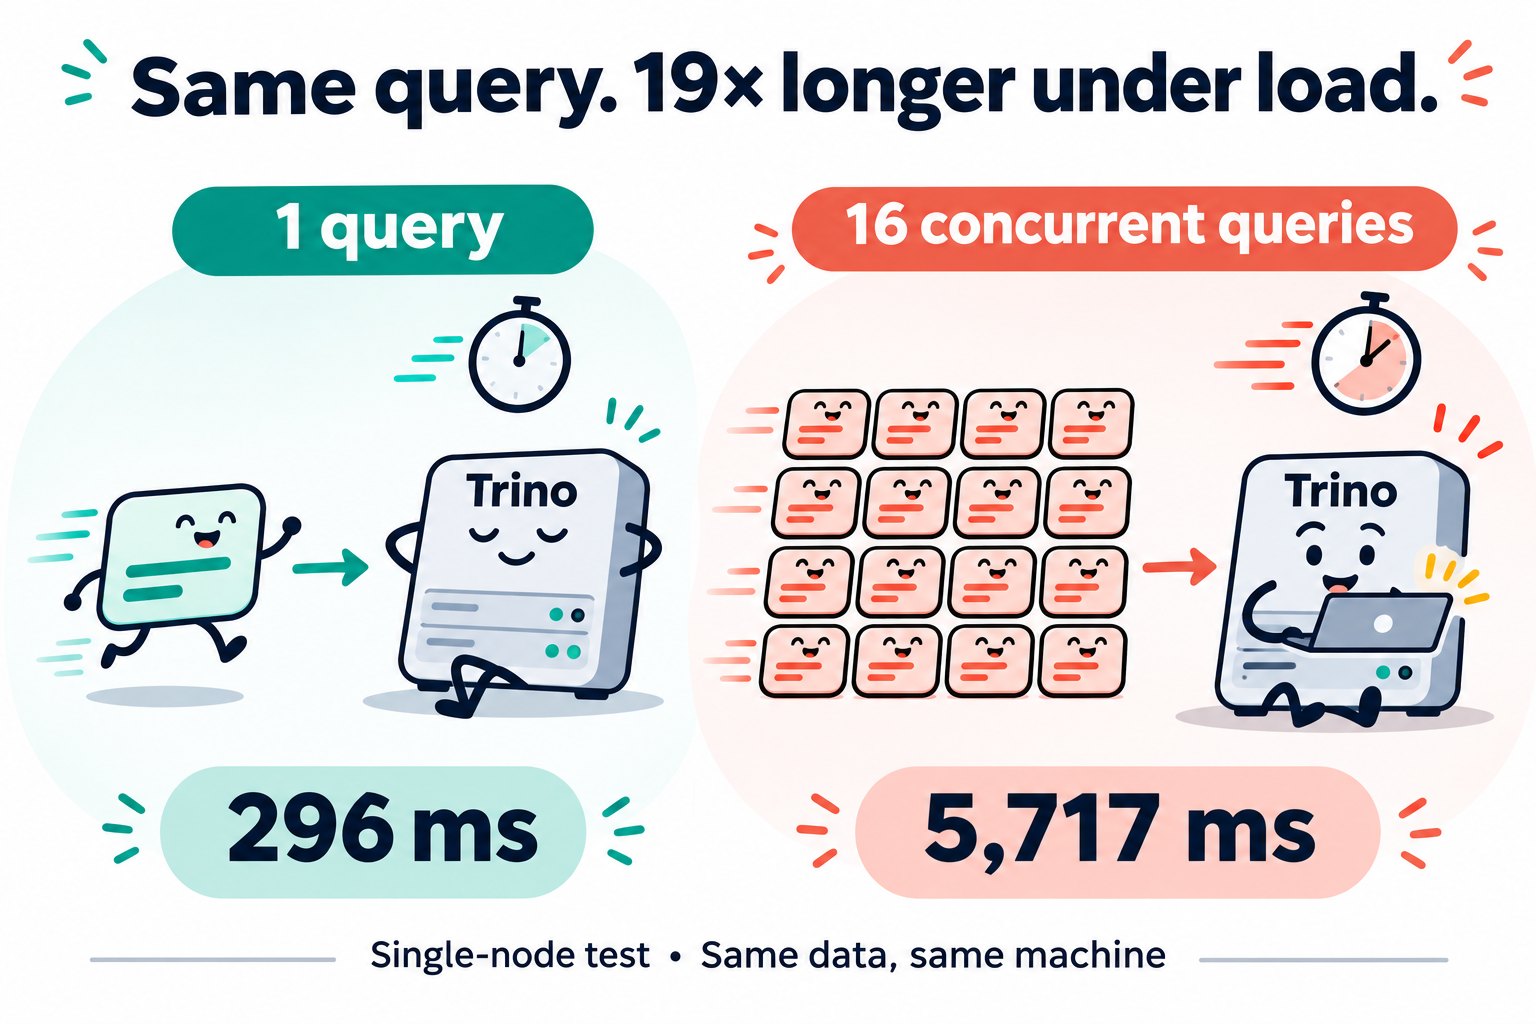 Same query. 19× longer under load.
1 query
16 concurrent queries
Trino
Trino
296 ms
5,717 ms
Single-node test • Same data, same machine